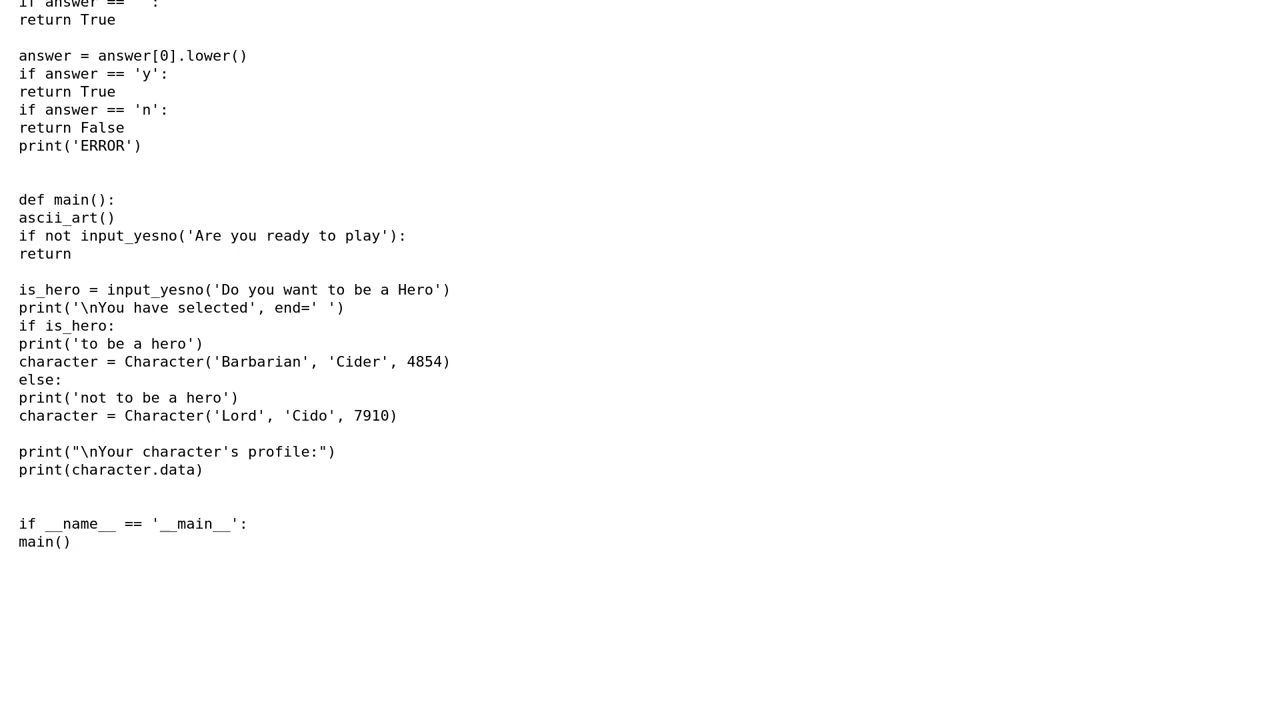 if answer == '':
return True

answer = answer[0].lower()
if answer == 'y':
return True
if answer == 'n':
return False
print('ERROR')


def main():
ascii_art()
if not input_yesno('Are you ready to play'):
return

is_hero = input_yesno('Do you want to be a Hero')
print('\nYou have selected', end=' ')
if is_hero:
print('to be a hero')
character = Character('Barbarian', 'Cider', 4854)
else:
print('not to be a hero')
character = Character('Lord', 'Cido', 7910)

print("\nYour character's profile:")
print(character.data)


if __name__ == '__main__':
main()